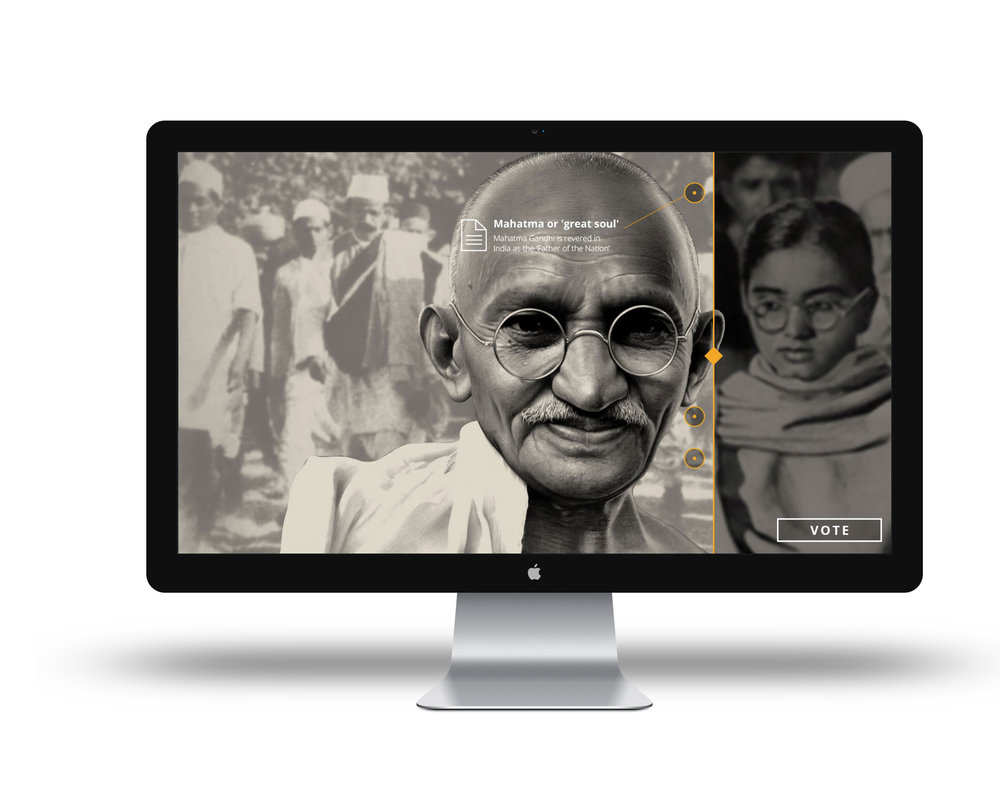 Mahatma or 'great soul'
Mahatma Gandhi is revered in
India as the 'Father of the Nation'
VOTE